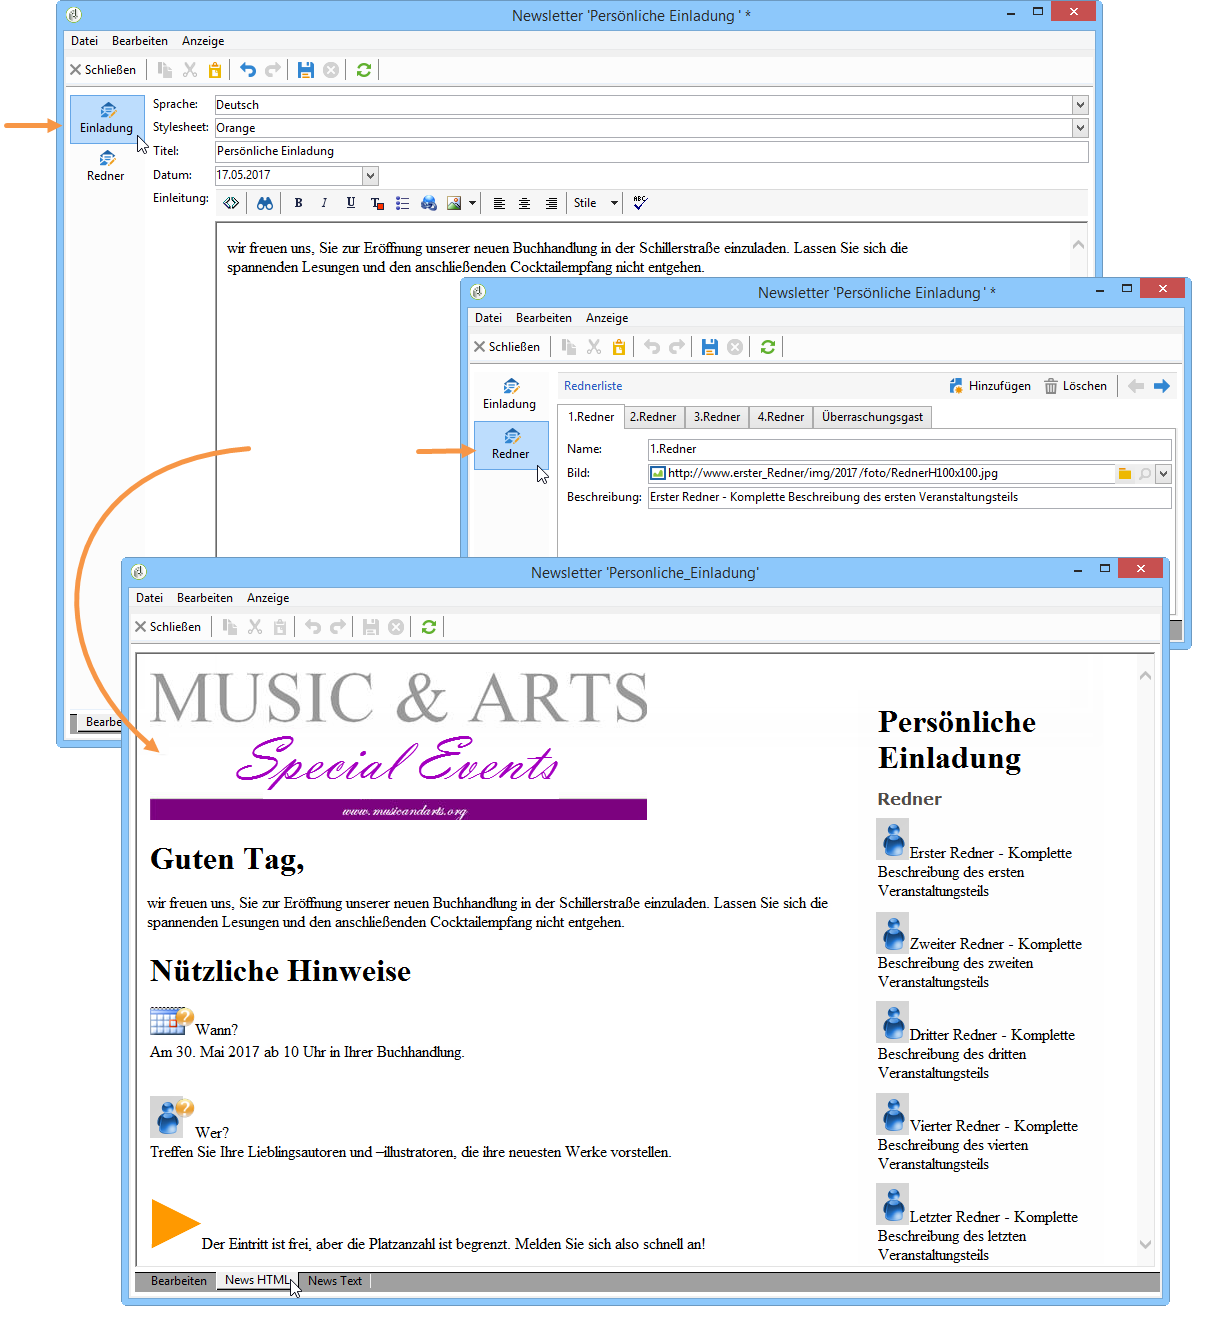 Newsletter 'Persönliche Einladung ' *
Datei Bearbeiten Anzeige
Schließen
Einladung
Redner
Sprache: Deutsch
Stylesheet: Orange
Titel: Persönliche Einladung
Datum: 17.05.2017
Einleitung: B I U T Stile ABC
wir freuen uns, Sie zur Eröffnung unserer neuen Buchhandlung in der Schillerstraße einzuladen. Lassen Sie sich die
spannenden Lesungen und den anschließenden Cocktailempfang nicht entgehen.
Bearbe
Newsletter 'Persönliche Einladung ' *
Datei Bearbeiten Anzeige
Schließen
Einladung
Redner
Rednerliste Hinzufügen Löschen
1.Redner 2.Redner 3.Redner 4.Redner Überraschungsgast
Name: 1.Redner
Bild: http://www.erster_Redner/img/2017/foto/RednerH100x100.jpg
Beschreibung: Erster Redner - Komplette Beschreibung des ersten Veranstaltungsteils
Newsletter 'Personliche_Einladung'
Datei Bearbeiten Anzeige
Schließen
MUSIC & ARTS
Special Events
www.musicandarts.org
Guten Tag,
wir freuen uns, Sie zur Eröffnung unserer neuen Buchhandlung in der Schillerstraße einzuladen. Lassen Sie sich die
spannenden Lesungen und den anschließenden Cocktailempfang nicht entgehen.
Nützliche Hinweise
Wann?
Am 30. Mai 2017 ab 10 Uhr in Ihrer Buchhandlung.
Wer?
Treffen Sie Ihre Lieblingsautoren und –illustratoren, die ihre neuesten Werke vorstellen.
Der Eintritt ist frei, aber die Platzanzahl ist begrenzt. Melden Sie sich also schnell an!
Persönliche
Einladung
Redner
Erster Redner - Komplette
Beschreibung des ersten
Veranstaltungsteils
Zweiter Redner - Komplette
Beschreibung des zweiten
Veranstaltungsteils
Dritter Redner - Komplette
Beschreibung des dritten
Veranstaltungsteils
Vierter Redner - Komplette
Beschreibung des vierten
Veranstaltungsteils
Letzter Redner - Komplette
Beschreibung des letzten
Veranstaltungsteils
Bearbeiten News HTML News Text